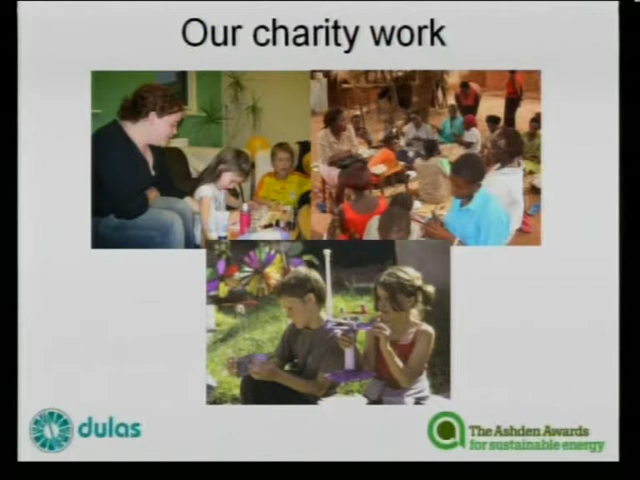 Our charity work
dulas
The Ashden Awards
for sustainable energy